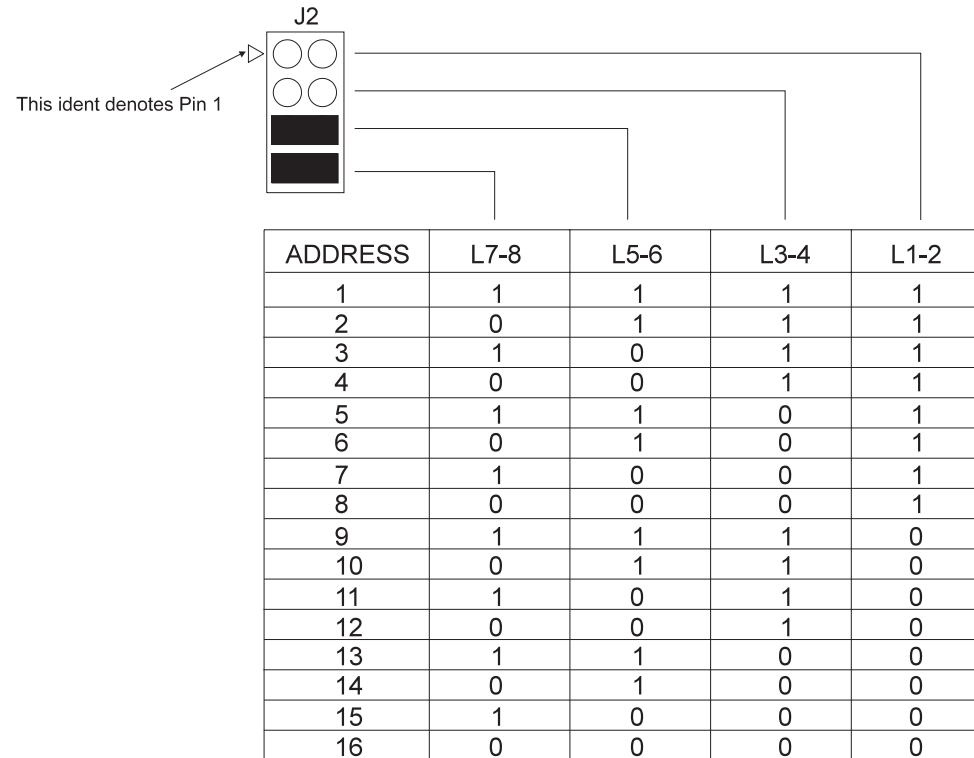 J2
This ident denotes Pin 1
ADDRESS L7-8 L5-6 L3-4 L1-2
1 1 1 1 1
2 0 1 1 1
3 1 0 1 1
4 0 0 1 1
5 1 1 0 1
6 0 1 0 1
7 1 0 0 1
8 0 0 0 1
9 1 1 1 0
10 0 1 1 0
11 1 0 1 0
12 0 0 1 0
13 1 1 0 0
14 0 1 0 0
15 1 0 0 0
16 0 0 0 0